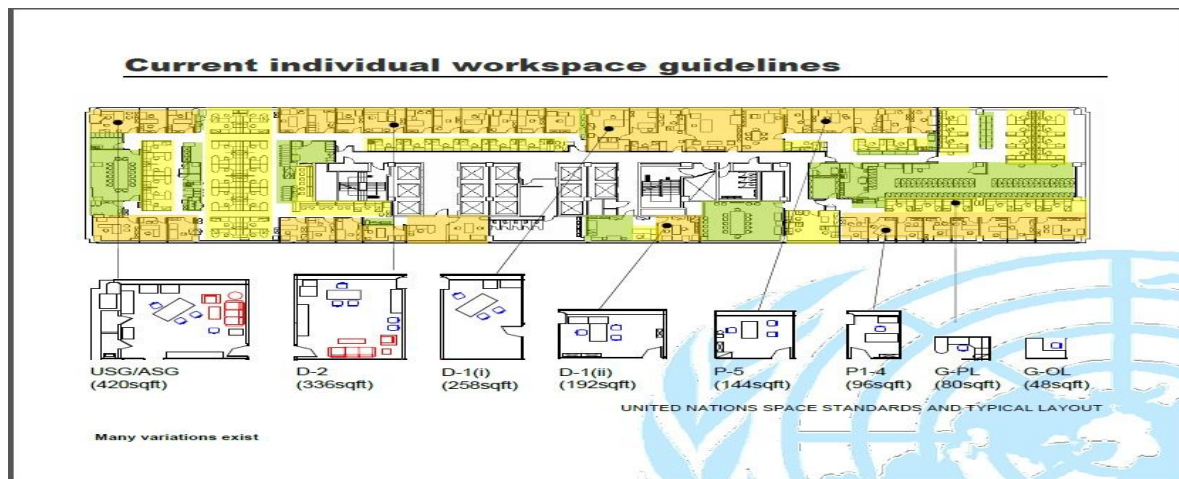 Current individual workspace guidelines
USG/ASG D-2 D-1(i) D-1(ii) P-5 P1-4 G-PL G-OL
(420sqft) (336sqft) (258sqft) (192sqft) (144sqft) (96sqft) (80sqft) (48sqft)
UNITED NATIONS SPACE STANDARDS AND TYPICAL LAYOUT
Many variations exist